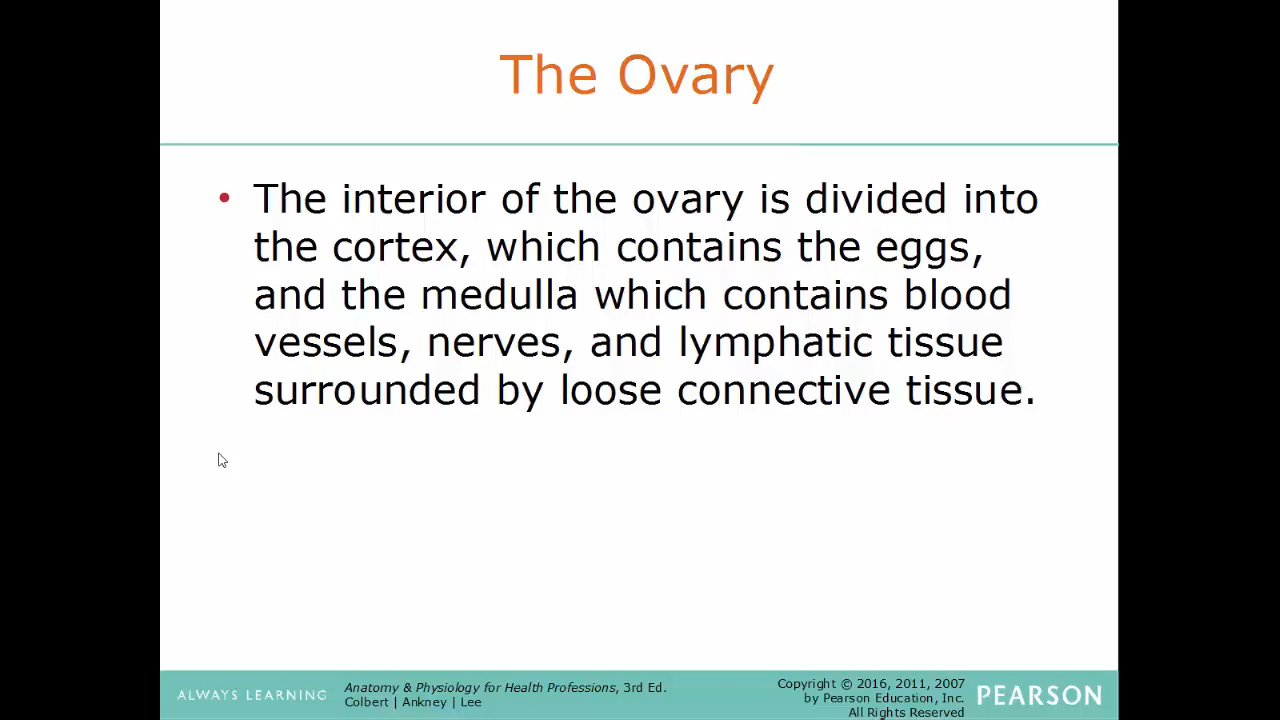 The Ovary
• The interior of the ovary is divided into
the cortex, which contains the eggs,
and the medulla which contains blood
vessels, nerves, and lymphatic tissue
surrounded by loose connective tissue.
ALWAYS LEARNING
Anatomy & Physiology for Health Professions, 3rd Ed.
Colbert | Ankney | Lee
Copyright © 2016, 2011, 2007
by Pearson Education, Inc.
All Rights Reserved
PEARSON